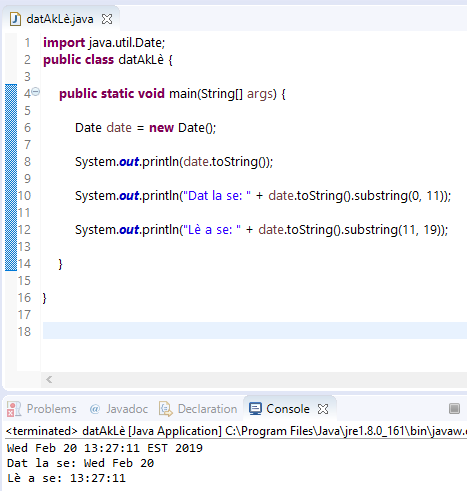 datAkLè.java
1 import java.util.Date;
2 public class datAkLè {
3
4 public static void main(String[] args) {
5
6 Date date = new Date();
7
8 System.out.println(date.toString());
9
10 System.out.println("Dat la se: " + date.toString().substring(0, 11));
11
12 System.out.println("Lè a se: " + date.toString().substring(11, 19));
13
14 }
15
16 }
17
18
Problems @ Javadoc Declaration Console
<terminated> datAkLè [Java Application] C:\Program Files\Java\jre1.8.0_161\bin\javaw.
Wed Feb 20 13:27:11 EST 2019
Dat la se: Wed Feb 20
Lè a se: 13:27:11